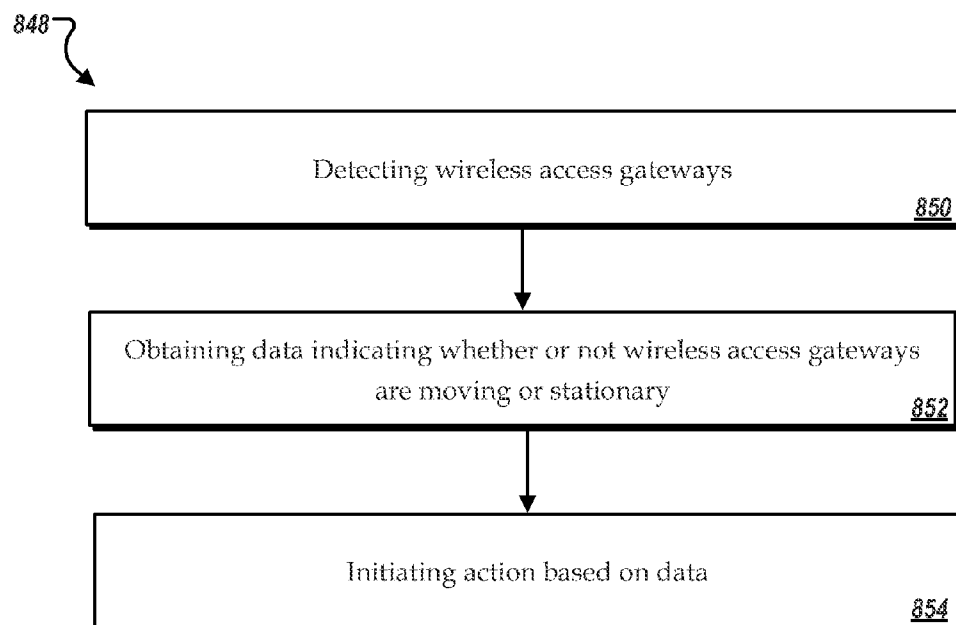 848
Detecting wireless access gateways
850
Obtaining data indicating whether or not wireless access gateways
are moving or stationary
852
Initiating action based on data
854